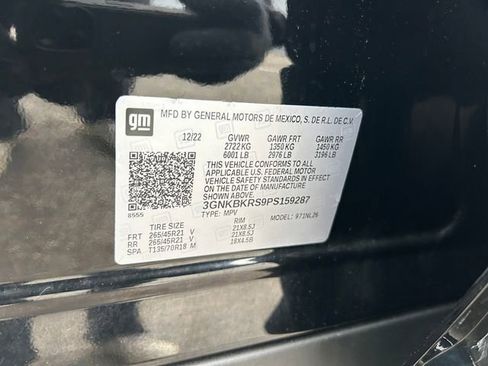 gm
MFD BY GENERAL MOTORS DE MEXICO, S. DE R.L. DE C.V.
12/22 GVWR GAWR FRT GAWR RR
2722 KG 1350 KG 1450 KG
6001 LB 2976 LB 3196 LB
THIS VEHICLE CONFORMS TO ALL
APPLICABLE U.S. FEDERAL MOTOR
VEHICLE SAFETY STANDARDS IN
EFFECT ON THE DATE OF MANUFACTURE
SHOWN ABOVE.
3GNKBKRS9PS159287
TYPE: MPV MODEL: 971NL26
8555
TIRE SIZE RIM
FRT 265/45R21 V 21X8.5J
RR 265/45R21 V 21X8.5J
SPA T135/70R18 M 18X4.5B